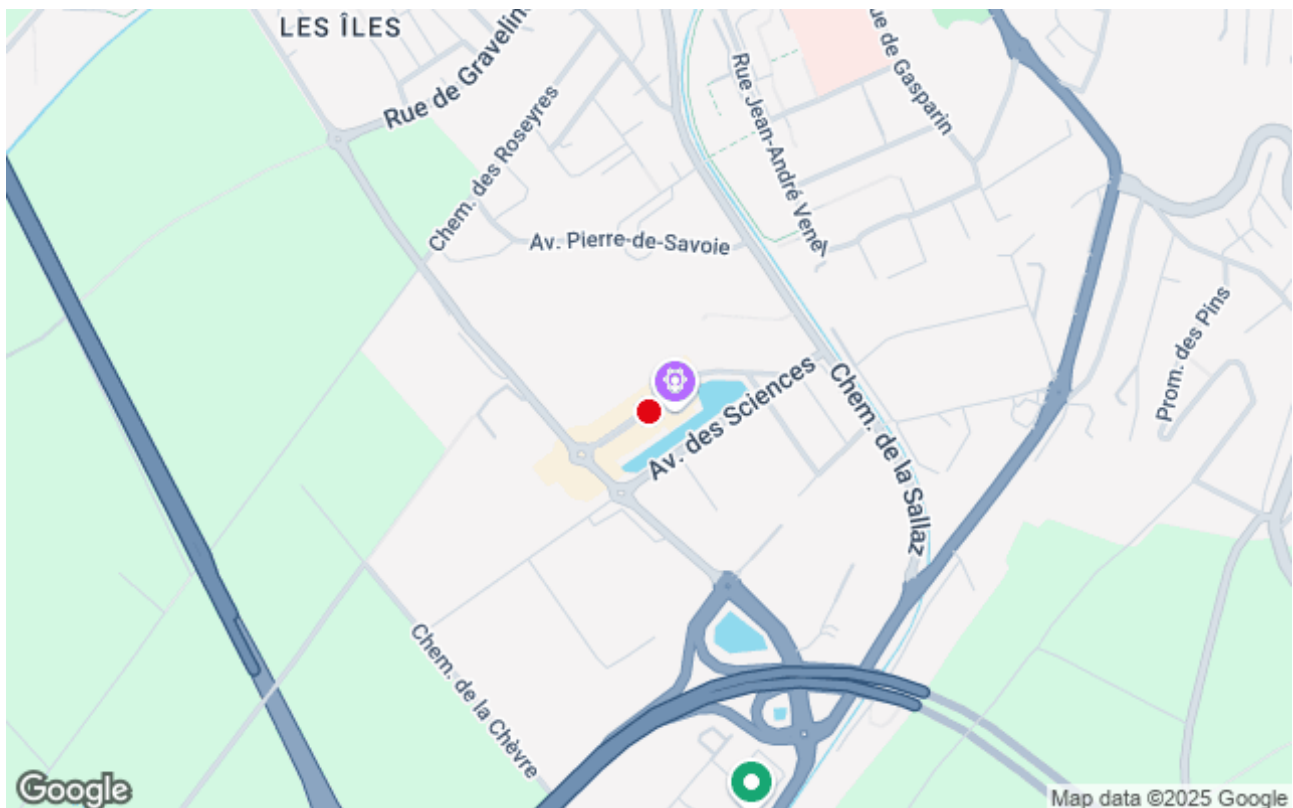 LES ÎLES
Rue de Graveline
Rue Jean-André Venel
ue de Gasparin
Chem. des Roseyres
Av. Pierre-de-Savoie
Prom. des Pins
Av. des Sciences
Chem. de la Sallaz
Chem. de la Chèvre
Google
Map data ©2025 Google